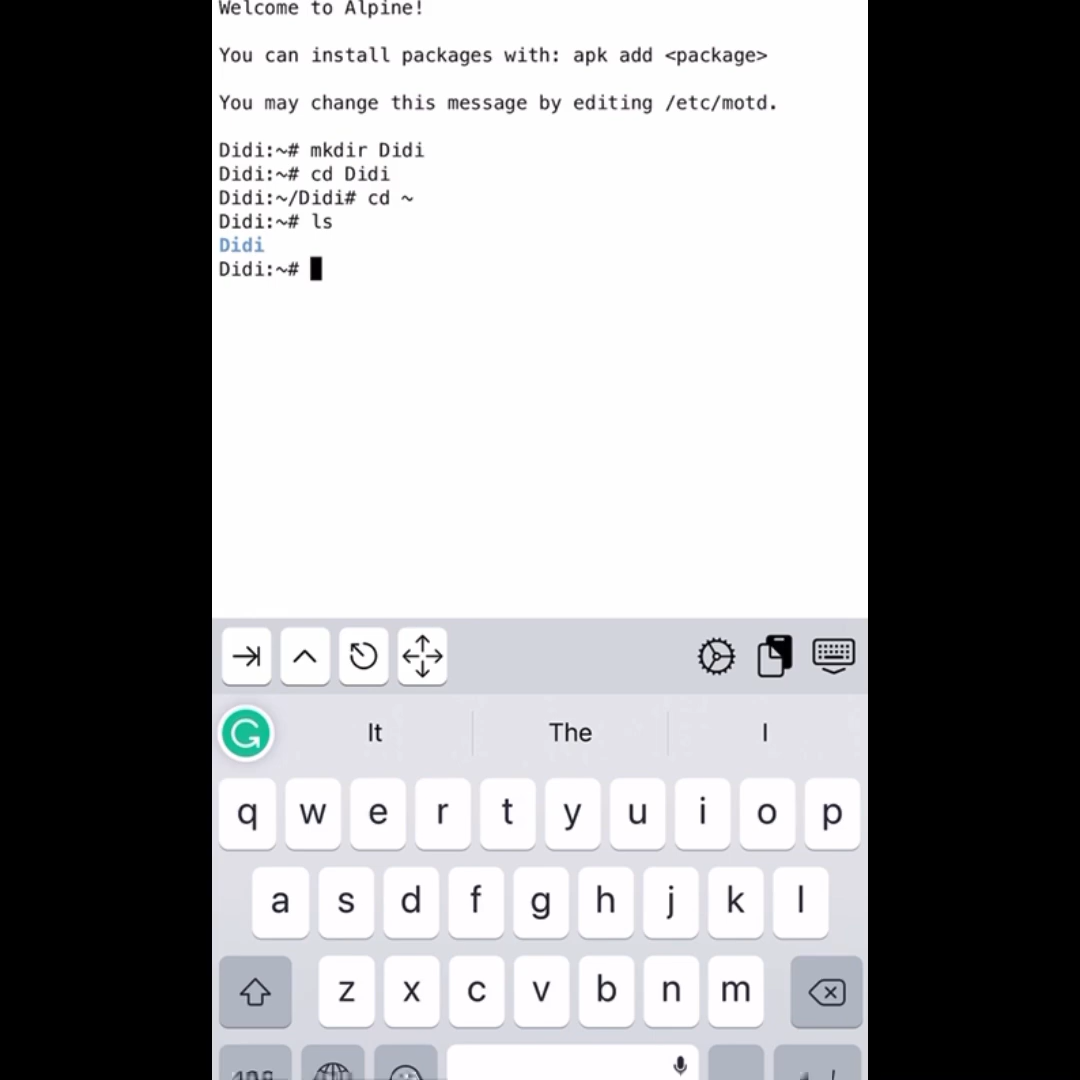 Welcome to Alpine!
You can install packages with: apk add <package>
You may change this message by editing /etc/motd.
Didi:~# mkdir Didi
Didi:~# cd Didi
Didi:~/Didi# cd ~
Didi:~# ls
Didi
Didi:~#
It The I
q w e r t y u i o p
a s d f g h j k l
z x c v b n m